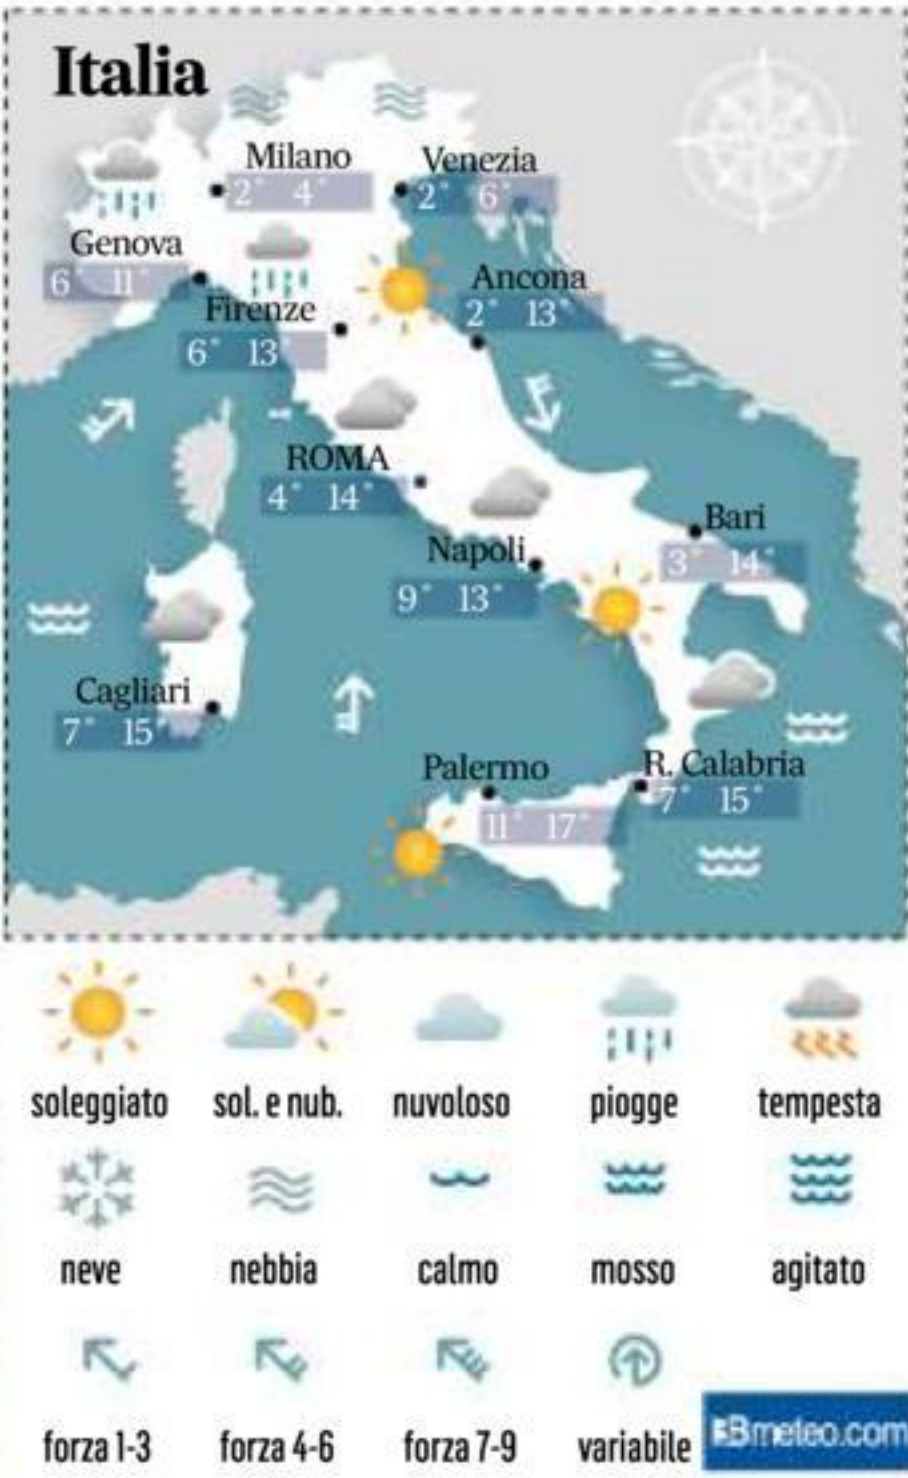 Italia
Milano
2° 4°
Venezia
2° 6°
Genova
6° 11°
Firenze
6° 13°
Ancona
2° 13°
ROMA
4° 14°
Napoli
9° 13°
Bari
3° 14°
Cagliari
7° 15°
Palermo
11° 17°
R. Calabria
7° 15°
soleggiato sol. e nub. nuvoloso piogge tempesta
neve nebbia calmo mosso agitato
forza 1-3 forza 4-6 forza 7-9 variabile
3Bmeteo.com